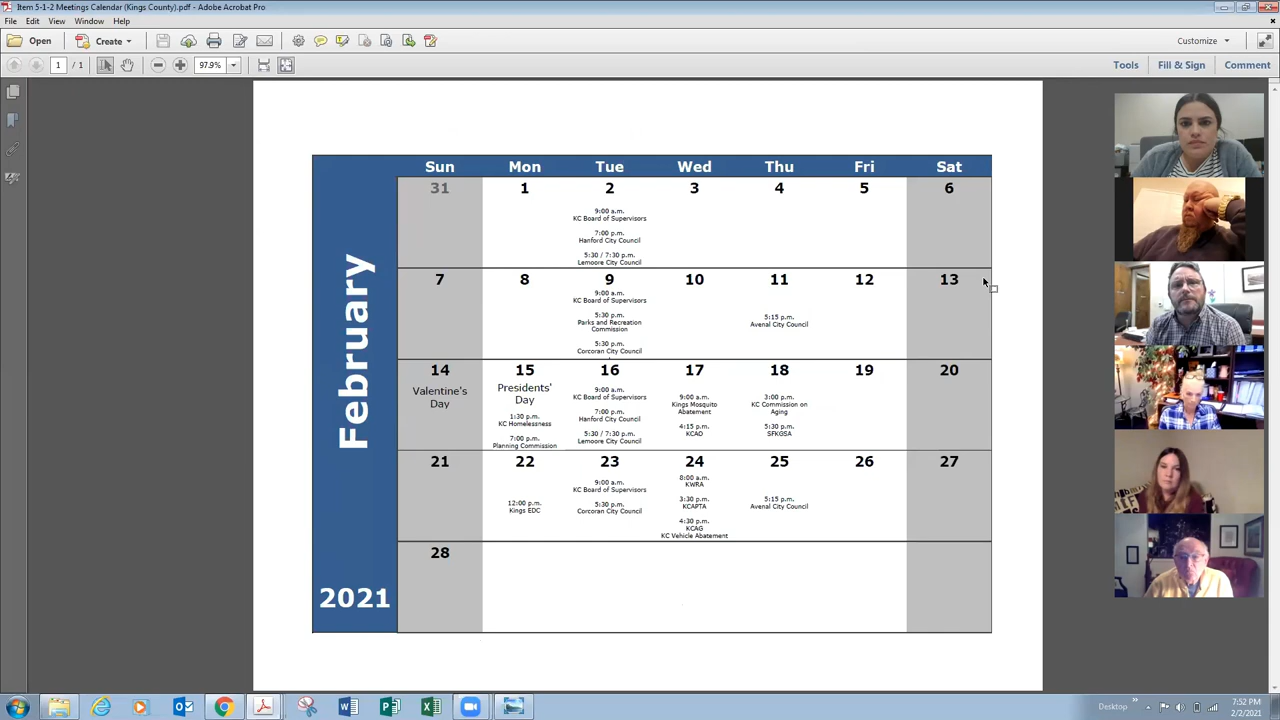 Item 5-1-2 Meetings Calendar (Kings County).pdf - Adobe Acrobat Pro
File Edit View Window Help
Open Create Customize
1 / 1 97.9% Tools Fill & Sign Comment
Sun Mon Tue Wed Thu Fri Sat
February
2021
31 1 2 3 4 5 6
9:00 a.m.
KC Board of Supervisors
7:00 p.m.
Hanford City Council
5:30 / 7:30 p.m.
Lemoore City Council
7 8 9 10 11 12 13
9:00 a.m.
KC Board of Supervisors
5:30 p.m.
Parks and Recreation
Commission
5:30 p.m.
Corcoran City Council
5:15 p.m.
Avenal City Council
14 15 16 17 18 19 20
Valentine's
Day
Presidents'
Day
1:30 p.m.
KC Homelessness
7:00 p.m.
Planning Commission
9:00 a.m.
KC Board of Supervisors
7:00 p.m.
Hanford City Council
5:30 / 7:30 p.m.
Lemoore City Council
9:00 a.m.
Kings Mosquito
Abatement
4:15 p.m.
KCAO
3:00 p.m.
KC Commission on
Aging
5:30 p.m.
SFKGSA
21 22 23 24 25 26 27
12:00 p.m.
Kings EDC
9:00 a.m.
KC Board of Supervisors
5:30 p.m.
Corcoran City Council
8:00 a.m.
KWRA
3:30 p.m.
KCAPTA
4:30 p.m.
KCAG
KC Vehicle Abatement
5:15 p.m.
Avenal City Council
28
Desktop
7:52 PM
2/2/2021